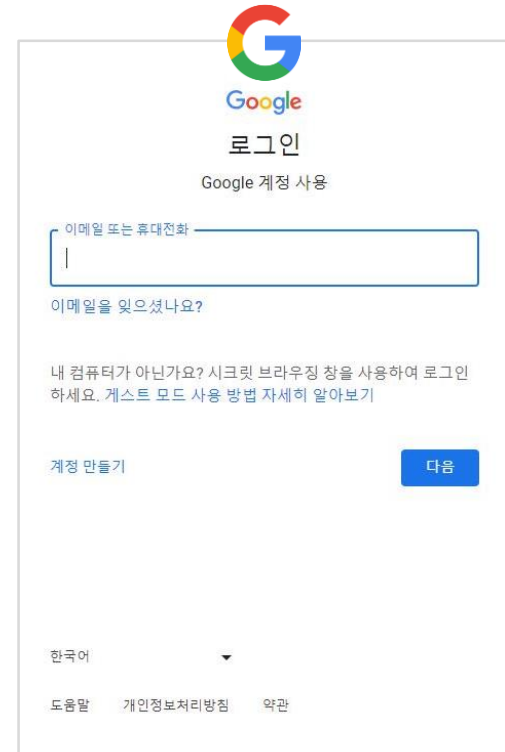 Google
로그인
Google 계정 사용
이메일 또는 휴대전화
이메일을 잊으셨나요?
내 컴퓨터가 아닌가요? 시크릿 브라우징 창을 사용하여 로그인
하세요. 게스트 모드 사용 방법 자세히 알아보기
계정 만들기
다음
한국어
도움말 개인정보처리방침 약관